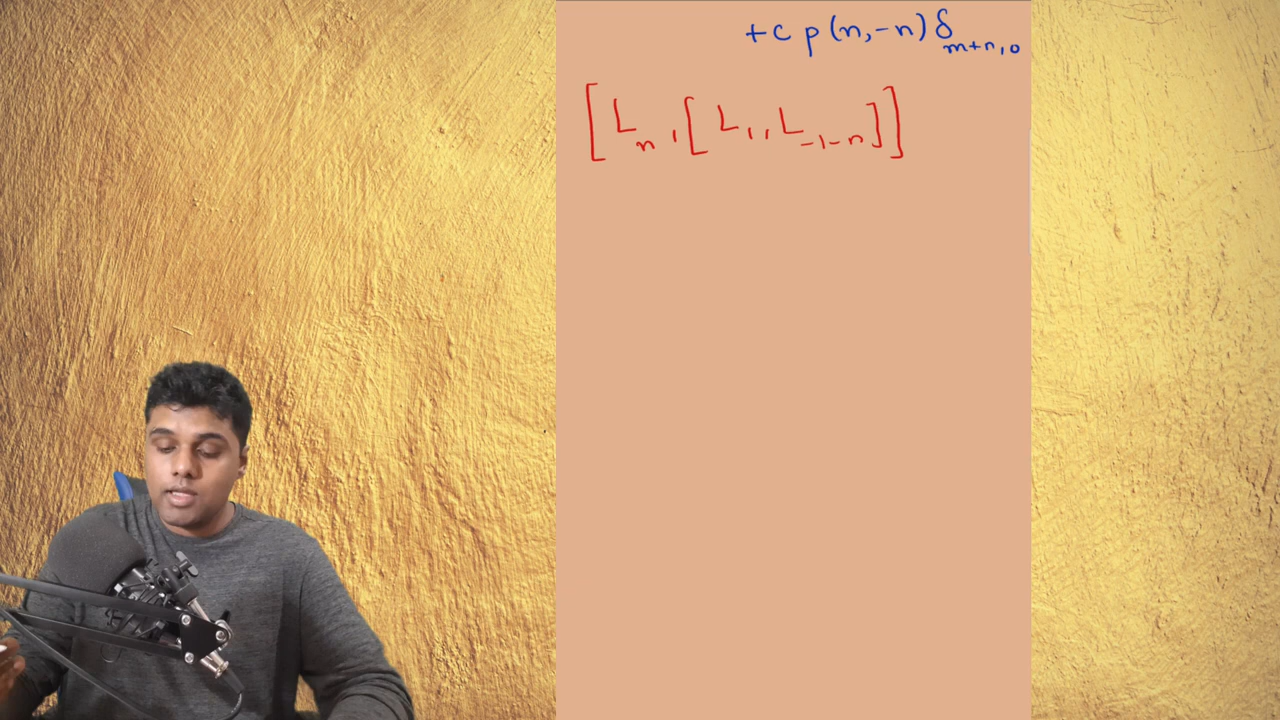 +c p(n,-n) δ_{m+n,0}
[L_n, [L_1, L_{-1-n}]]